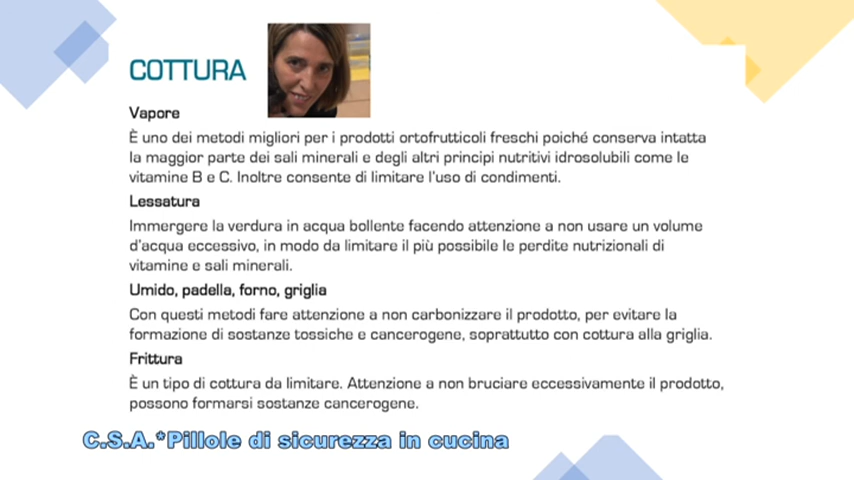 COTTURA
Vapore
È uno dei metodi migliori per i prodotti ortofrutticoli freschi poiché conserva intatta
la maggior parte dei sali minerali e degli altri principi nutritivi idrosolubili come le
vitamine B e C. Inoltre consente di limitare l'uso di condimenti.
Lessatura
Immergere la verdura in acqua bollente facendo attenzione a non usare un volume
d'acqua eccessivo, in modo da limitare il più possibile le perdite nutrizionali di
vitamine e sali minerali.
Umido, padella, forno, griglia
Con questi metodi fare attenzione a non carbonizzare il prodotto, per evitare la
formazione di sostanze tossiche e cancerogene, soprattutto con cottura alla griglia.
Frittura
È un tipo di cottura da limitare. Attenzione a non bruciare eccessivamente il prodotto,
possono formarsi sostanze cancerogene.
C.S.A.*Pillole di sicurezza in cucina